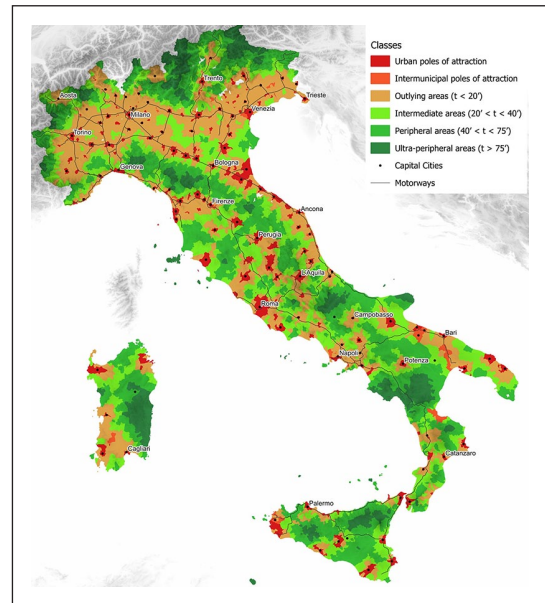 Classes
Urban poles of attraction
Intermunicipal poles of attraction
Outlying areas (t < 20')
Intermediate areas (20' < t < 40')
Peripheral areas (40' < t < 75')
Ultra-peripheral areas (t > 75')
Capital Cities
Motorways
Trento
Aosta
Trieste
Milano
Venezia
Torino
Genova
Bologna
Firenze
Ancona
Perugia
L'Aquila
Roma
Campobasso
Bari
Napoli
Potenza
Cagliari
Catanzaro
Palermo